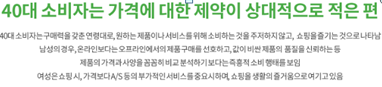 40대 소비자는 가격에 대한 제약이 상대적으로 적은 편
40대 소비자는 구매력을 갖춘 연령대로, 원하는 제품이나 서비스를 위해 소비하는 것을 주저하지 않고, 쇼핑을 즐기는 것으로 나타남
남성의 경우, 온라인보다는 오프라인에서의 제품 구매를 선호하고, 값이 비싼 제품의 품질을 신뢰하는 등
제품의 가격과 사양을 꼼꼼히 비교 분석하기보다는 즉흥적 소비 행태를 보임
여성은 쇼핑 시, 가격보다 A/S 등의 부가적인 서비스를 중요시하며, 쇼핑을 생활의 즐거움으로 여기고 있음